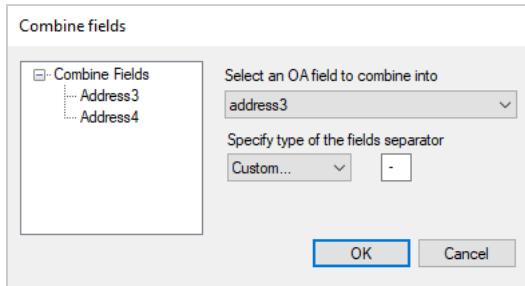 Combine fields
Combine Fields
Address3
Address4
Select an OA field to combine into
address3
Specify type of the fields separator
Custom...
-
OK
Cancel